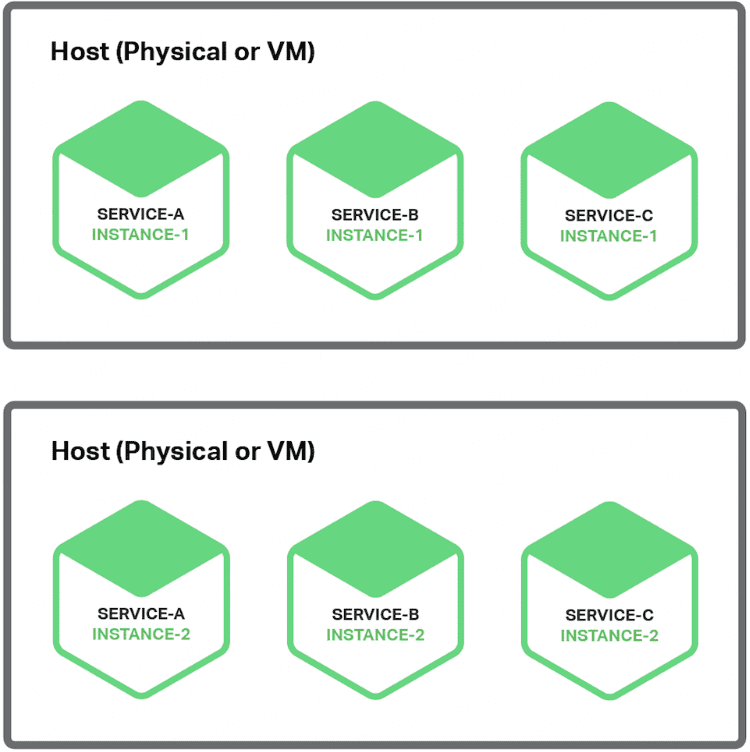 Host (Physical or VM)
SERVICE-A
INSTANCE-1
SERVICE-B
INSTANCE-1
SERVICE-C
INSTANCE-1
Host (Physical or VM)
SERVICE-A
INSTANCE-2
SERVICE-B
INSTANCE-2
SERVICE-C
INSTANCE-2